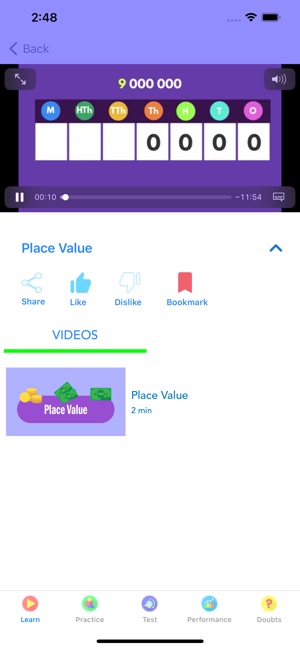 2:48
Back
9 000 000
M HTh TTh Th H T O
0 0 0 0
00:10 −11:54
Place Value
Share Like Dislike Bookmark
VIDEOS
Place Value
Place Value
2 min
Learn Practice Test Performance Doubts